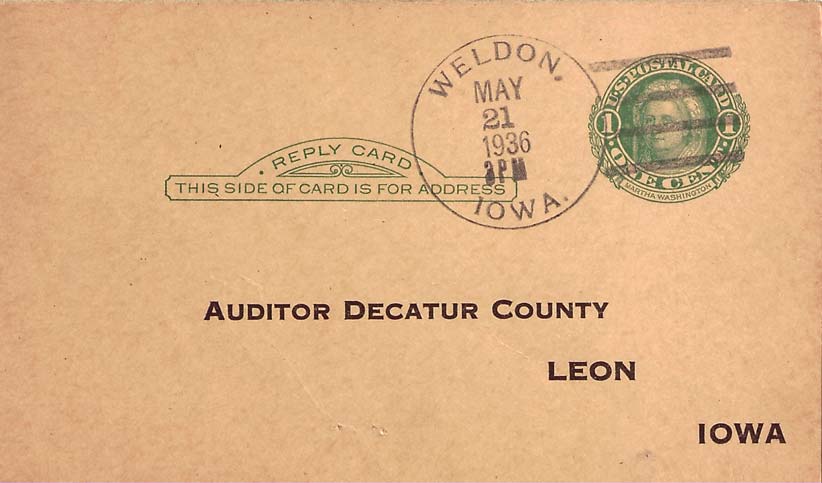 WELDON.
MAY
21
1936
3PM
IOWA.
U.S. POSTAL CARD
1 1
ONE CENT
MARTHA WASHINGTON
REPLY CARD
THIS SIDE OF CARD IS FOR ADDRESS
AUDITOR DECATUR COUNTY
LEON
IOWA